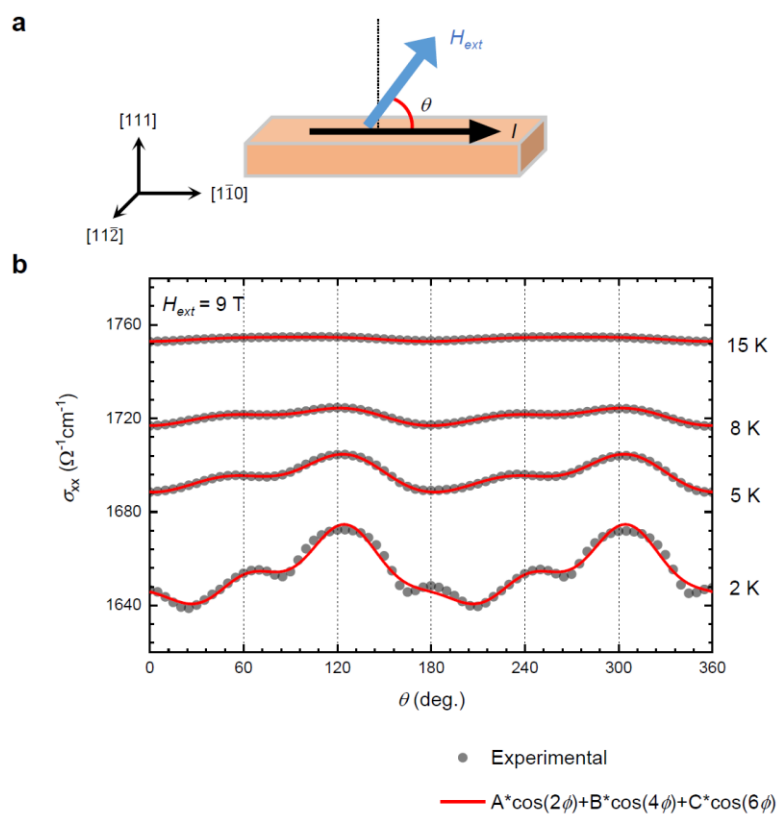 a
H_ext
θ
I
[111]
[11̅0]
[112̅]
b
H_ext = 9 T
σ_xx (Ω⁻¹cm⁻¹)
1760
1720
1680
1640
15 K
8 K
5 K
2 K
0 60 120 180 240 300 360
θ (deg.)
Experimental
A*cos(2ϕ)+B*cos(4ϕ)+C*cos(6ϕ)